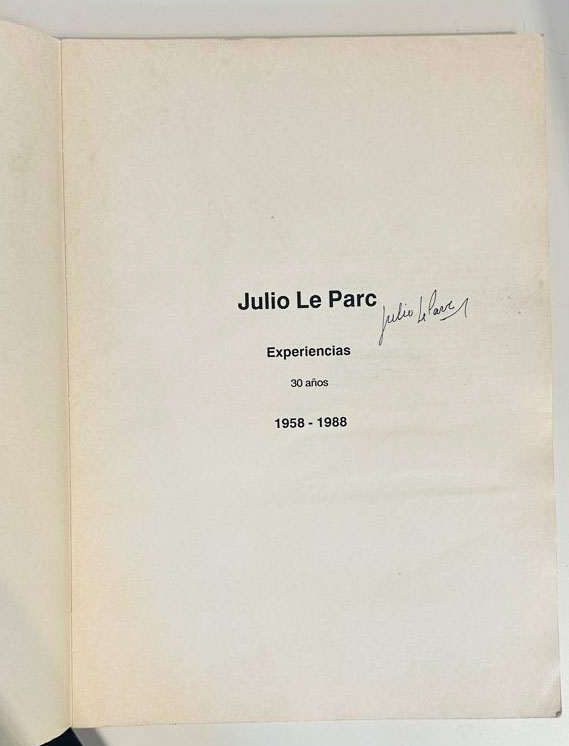 Julio Le Parc
Julio Le Parc
Experiencias
30 años
1958 - 1988